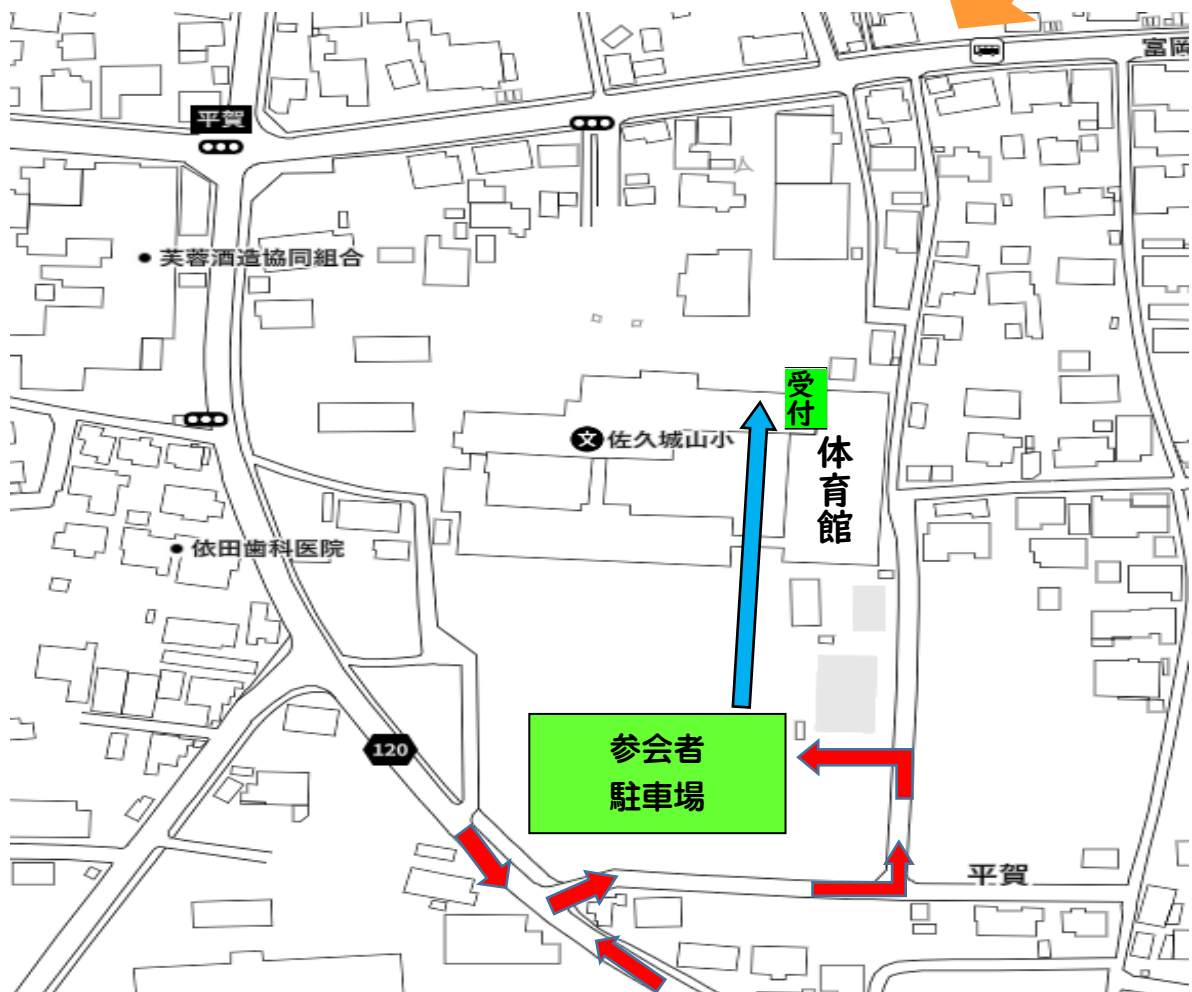 富岡
平賀
芙蓉酒造協同組合
受付
文
佐久城山小
体育館
依田歯科医院
参会者
駐車場
120
平賀